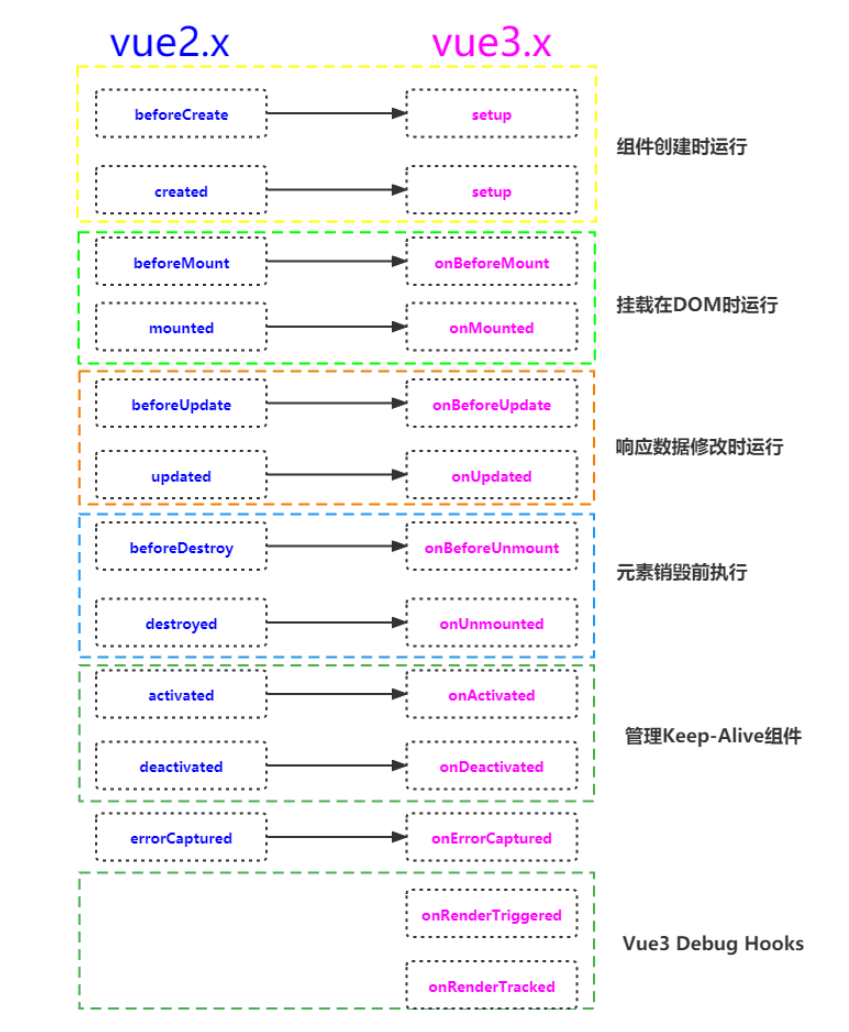 vue2.x vue3.x
beforeCreate setup
组件创建时运行
created setup
beforeMount onBeforeMount
挂载在DOM时运行
mounted onMounted
beforeUpdate onBeforeUpdate
响应数据修改时运行
updated onUpdated
beforeDestroy onBeforeUnmount
元素销毁前执行
destroyed onUnmounted
activated onActivated
管理Keep-Alive组件
deactivated onDeactivated
errorCaptured onErrorCaptured
onRenderTriggered
Vue3 Debug Hooks
onRenderTracked